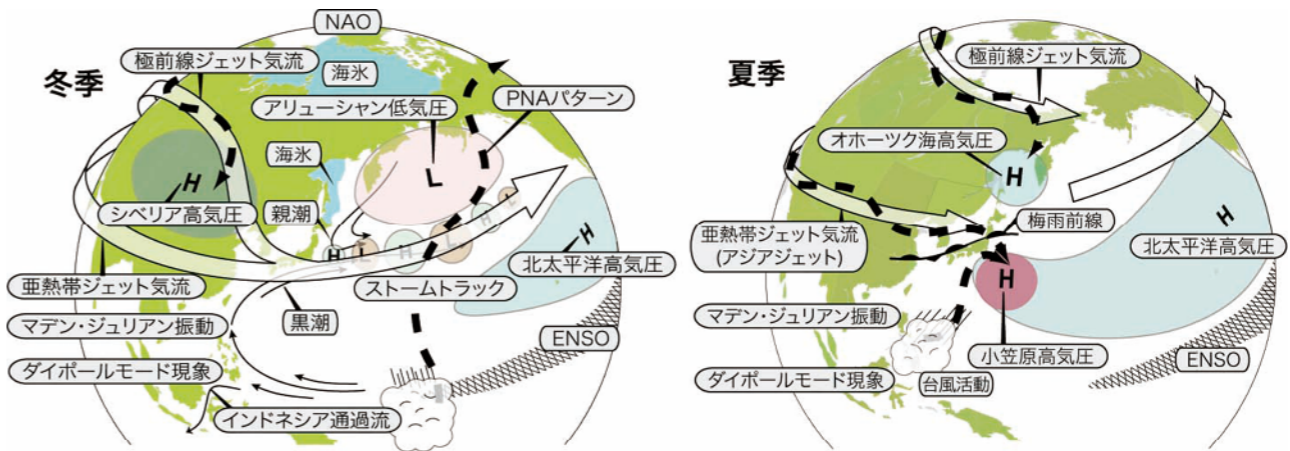 NAO
極前線ジェット気流
海氷
冬季
アリューシャン低気圧
PNAパターン
海氷
H
L
シベリア高気圧
親潮
H
L
H
L
H
L
H
北太平洋高気圧
亜熱帯ジェット気流
ストームトラック
黒潮
マデン・ジュリアン振動
ENSO
ダイポールモード現象
インドネシア通過流
夏季
極前線ジェット気流
オホーツク海高気圧
H
梅雨前線
H
亜熱帯ジェット気流
(アジアジェット)
北太平洋高気圧
H
マデン・ジュリアン振動
小笠原高気圧
ENSO
ダイポールモード現象
台風活動